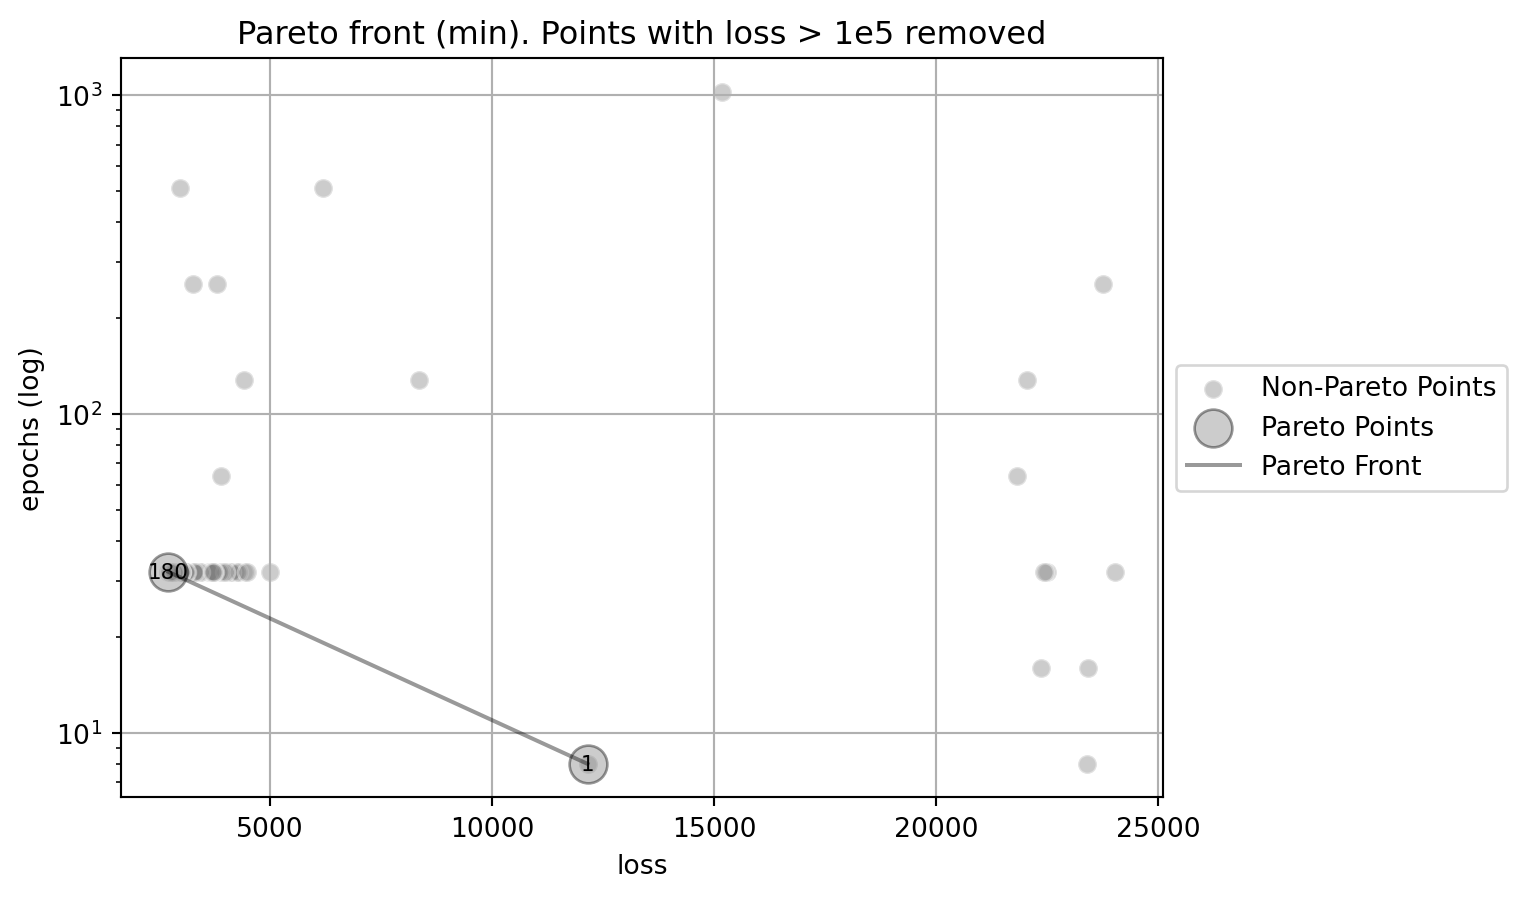 Pareto front (min). Points with loss > 1e5 removed
epochs (log)
10³
10²
10¹
180
1
5000 10000 15000 20000 25000
loss
Non-Pareto Points
Pareto Points
Pareto Front